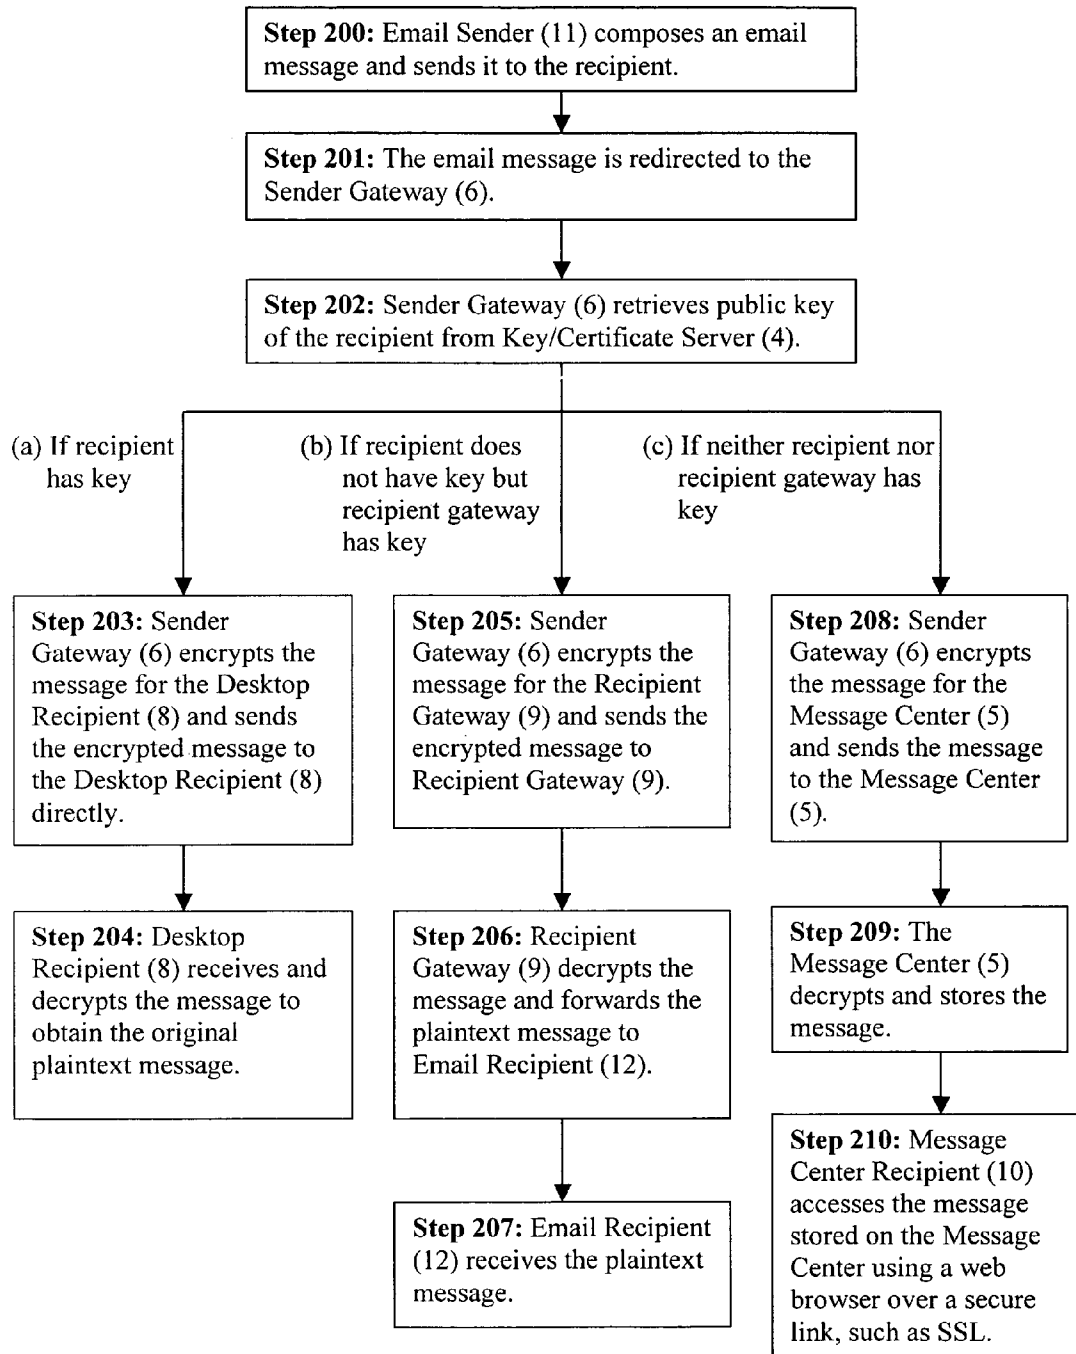 Step 200: Email Sender (11) composes an email
message and sends it to the recipient.
Step 201: The email message is redirected to the
Sender Gateway (6).
Step 202: Sender Gateway (6) retrieves public key
of the recipient from Key/Certificate Server (4).
(a) If recipient
has key
(b) If recipient does
not have key but
recipient gateway
has key
(c) If neither recipient nor
recipient gateway has
key
Step 203: Sender
Gateway (6) encrypts the
message for the Desktop
Recipient (8) and sends
the encrypted message to
the Desktop Recipient (8)
directly.
Step 205: Sender
Gateway (6) encrypts the
message for the Recipient
Gateway (9) and sends the
encrypted message to
Recipient Gateway (9).
Step 208: Sender
Gateway (6) encrypts
the message for the
Message Center (5)
and sends the message
to the Message Center
(5).
Step 204: Desktop
Recipient (8) receives and
decrypts the message to
obtain the original
plaintext message.
Step 206: Recipient
Gateway (9) decrypts the
message and forwards the
plaintext message to
Email Recipient (12).
Step 209: The
Message Center (5)
decrypts and stores the
message.
Step 207: Email Recipient
(12) receives the plaintext
message.
Step 210: Message
Center Recipient (10)
accesses the message
stored on the Message
Center using a web
browser over a secure
link, such as SSL.